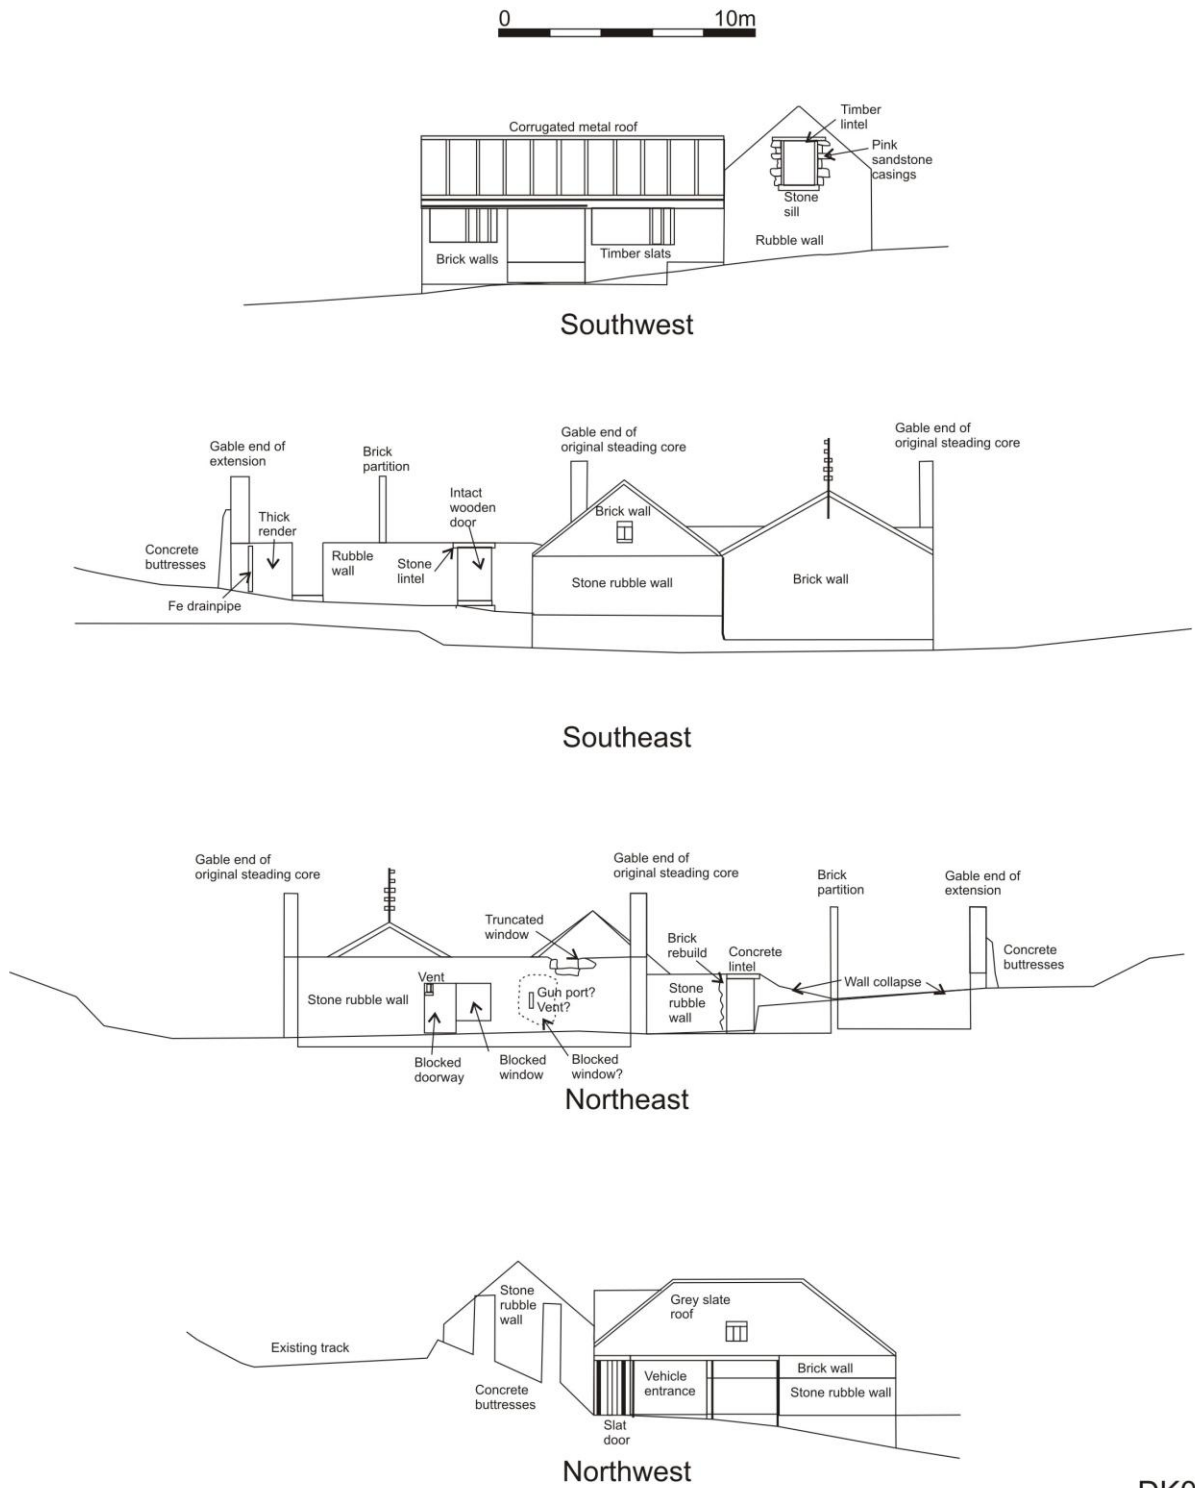 0 10m
Corrugated metal roof
Timber
lintel
Pink
sandstone
casings
Stone
sill
Brick walls
Timber slats
Rubble wall
Southwest
Gable end of
extension
Brick
partition
Gable end of
original steading core
Gable end of
original steading core
Thick
render
Intact
wooden
door
Brick wall
Concrete
buttresses
Rubble
wall
Stone
lintel
Stone rubble wall
Brick wall
Fe drainpipe
Southeast
Gable end of
original steading core
Gable end of
original steading core
Brick
partition
Gable end of
extension
Truncated
window
Brick
rebuild
Concrete
lintel
Concrete
buttresses
Vent
Stone rubble wall
Gun port?
Vent?
Stone
rubble
wall
Wall collapse
Blocked
doorway
Blocked
window
Blocked
window?
Northeast
Stone
rubble
wall
Grey slate
roof
Existing track
Vehicle
entrance
Brick wall
Stone rubble wall
Concrete
buttresses
Slat
door
Northwest